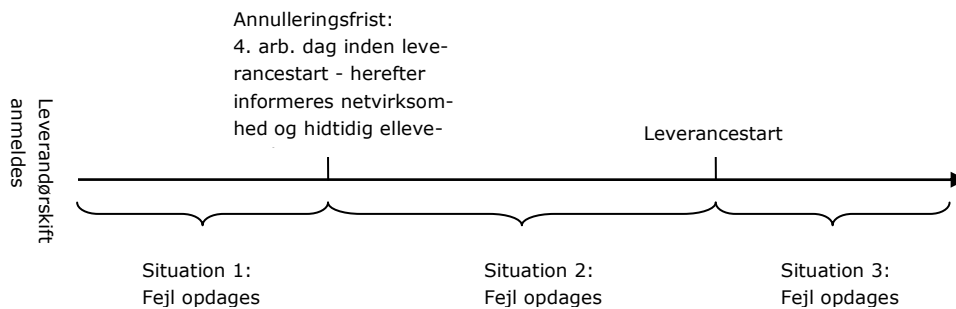 Annulleringsfrist:
4. arb. dag inden leve-
rancestart - herefter
informeres netvirksom-
hed og hidtidig elleve-
Leverancestart
Leverandørskift
anmeldes
Situation 1:
Fejl opdages
Situation 2:
Fejl opdages
Situation 3:
Fejl opdages